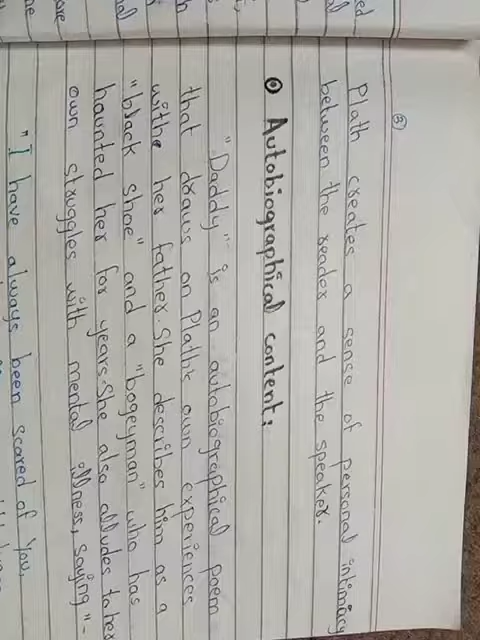 (3)
Plath creates a sense of personal intimacy
between the reader and the speaker.
Autobiographical content:
"Daddy" is an autobiographical poem
that draws on Plath's own experiences
withe her father. She describes him as a
"black shoe" and a "bogeyman" who has
haunted her for years. She also alludes to her
own struggles with mental illness, saying"-
"I have always been scared of You,